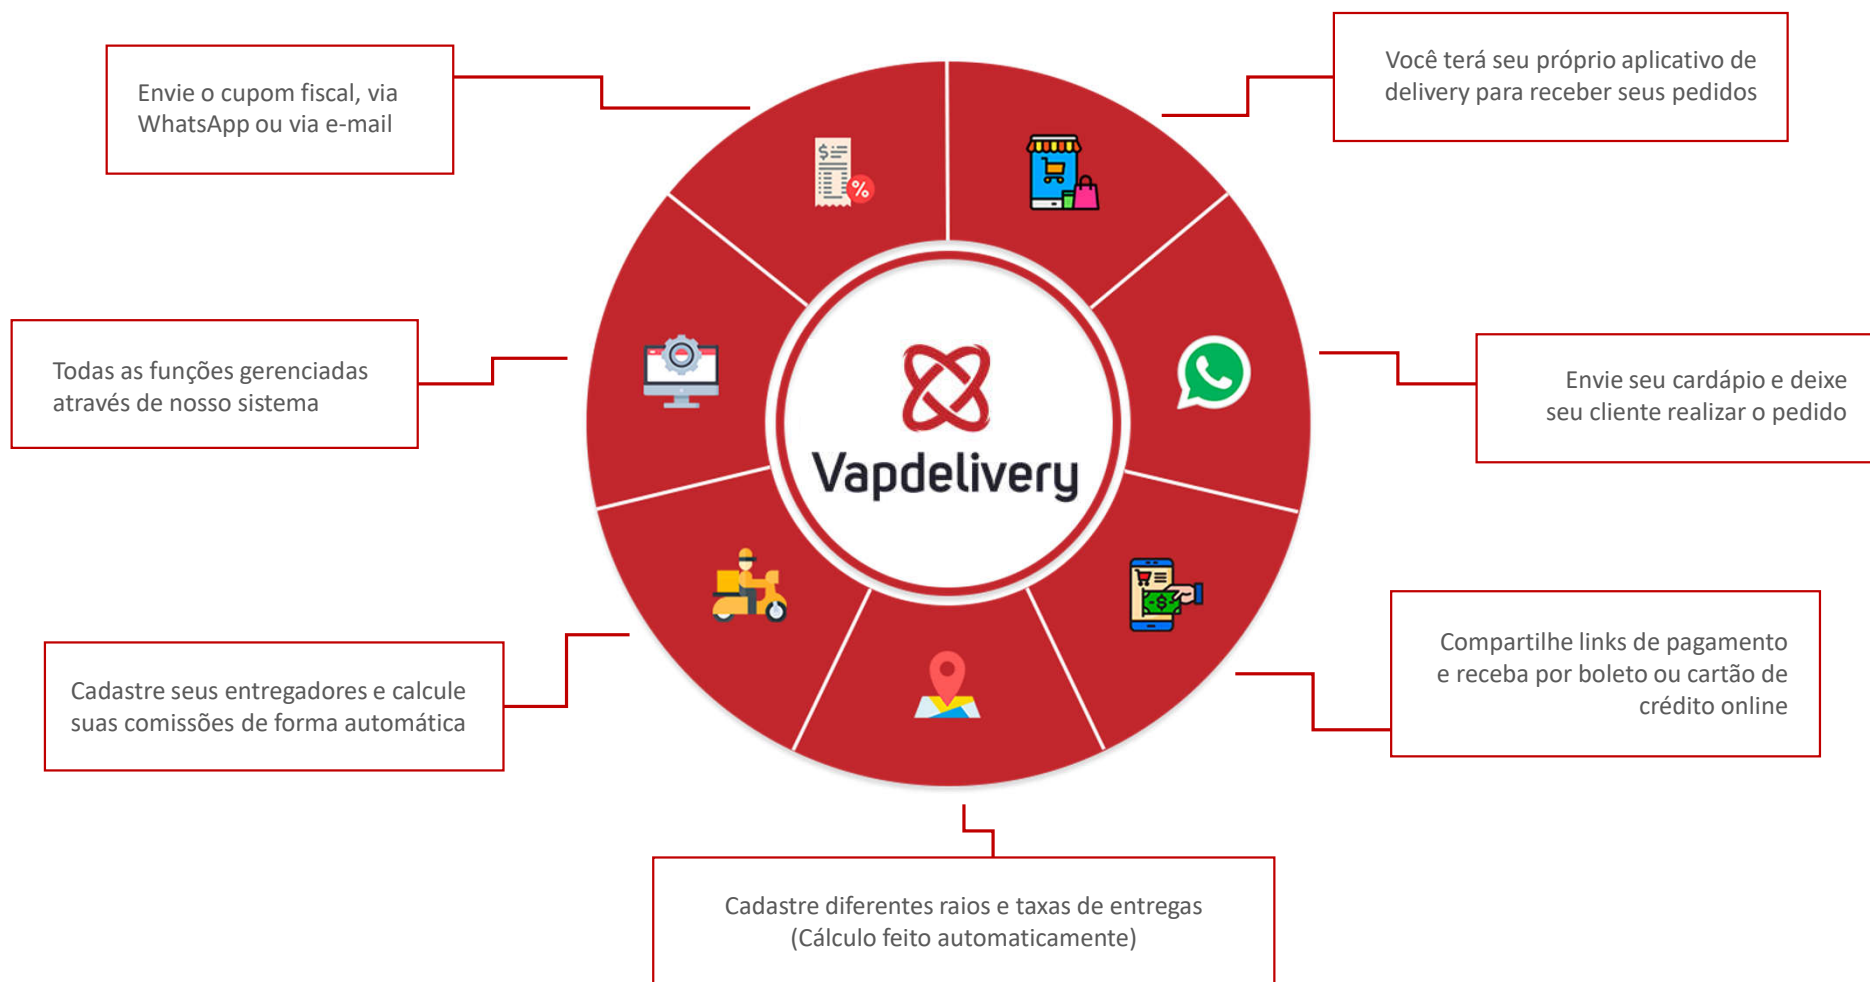 Envie o cupom fiscal, via
WhatsApp ou via e-mail
Você terá seu próprio aplicativo de
delivery para receber seus pedidos
Todas as funções gerenciadas
através de nosso sistema
Vapdelivery
Envie seu cardápio e deixe
seu cliente realizar o pedido
Cadastre seus entregadores e calcule
suas comissões de forma automática
Compartilhe links de pagamento
e receba por boleto ou cartão de
crédito online
Cadastre diferentes raios e taxas de entregas
(Cálculo feito automaticamente)